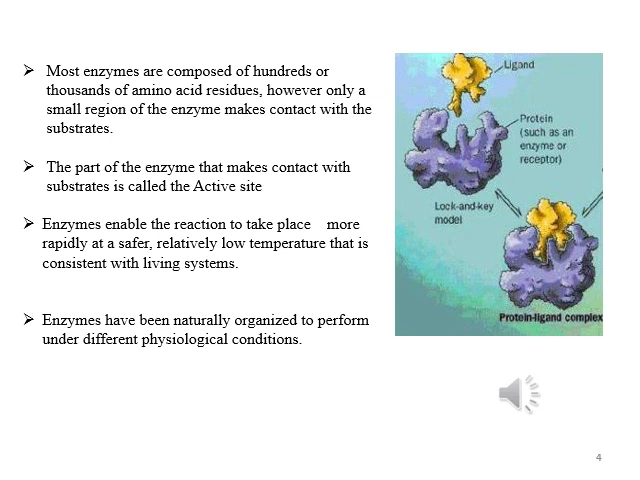 ➢ Most enzymes are composed of hundreds or
thousands of amino acid residues, however only a
small region of the enzyme makes contact with the
substrates.
➢ The part of the enzyme that makes contact with
substrates is called the Active site
➢ Enzymes enable the reaction to take place    more
rapidly at a safer, relatively low temperature that is
consistent with living systems.
➢ Enzymes have been naturally organized to perform
under different physiological conditions.
Ligand
Protein
(such as an
enzyme or
receptor)
Lock-and-key
model
Protein-ligand complex
4